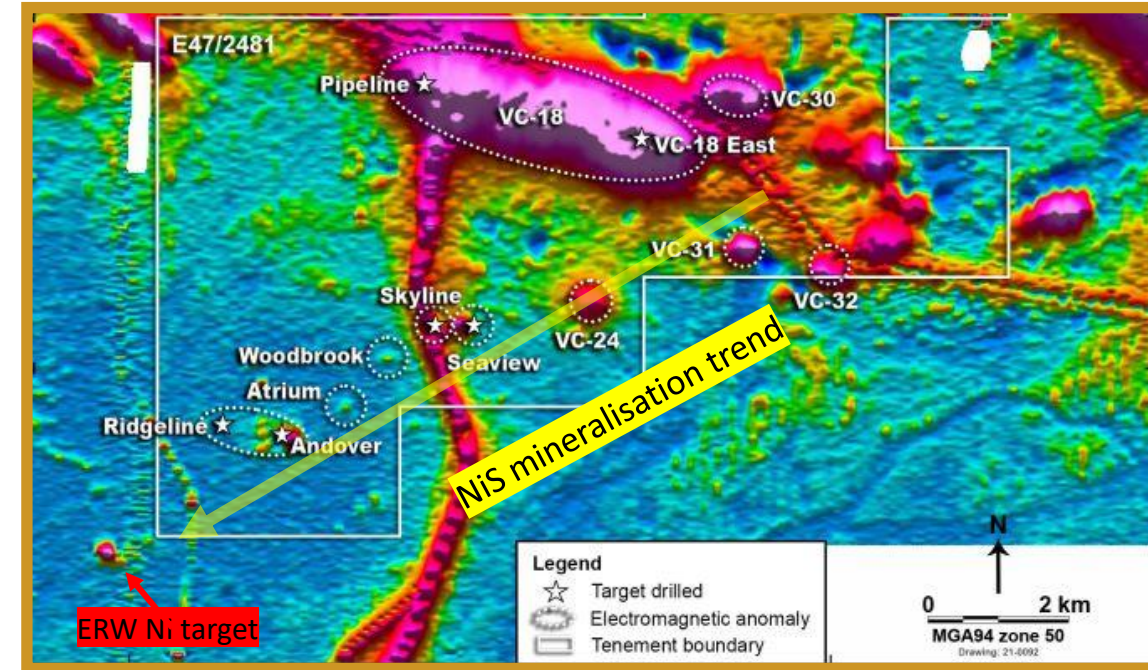 E47/2481
Pipeline
VC-18
VC-30
VC-18 East
VC-31
VC-32
Skyline
VC-24
Seaview
Woodbrook
Atrium
Ridgeline
Andover
NiS mineralisation trend
ERW Ni target
Legend
Target drilled
Electromagnetic anomaly
Tenement boundary
N
0 2 km
MGA94 zone 50
Drawing: 21-0092